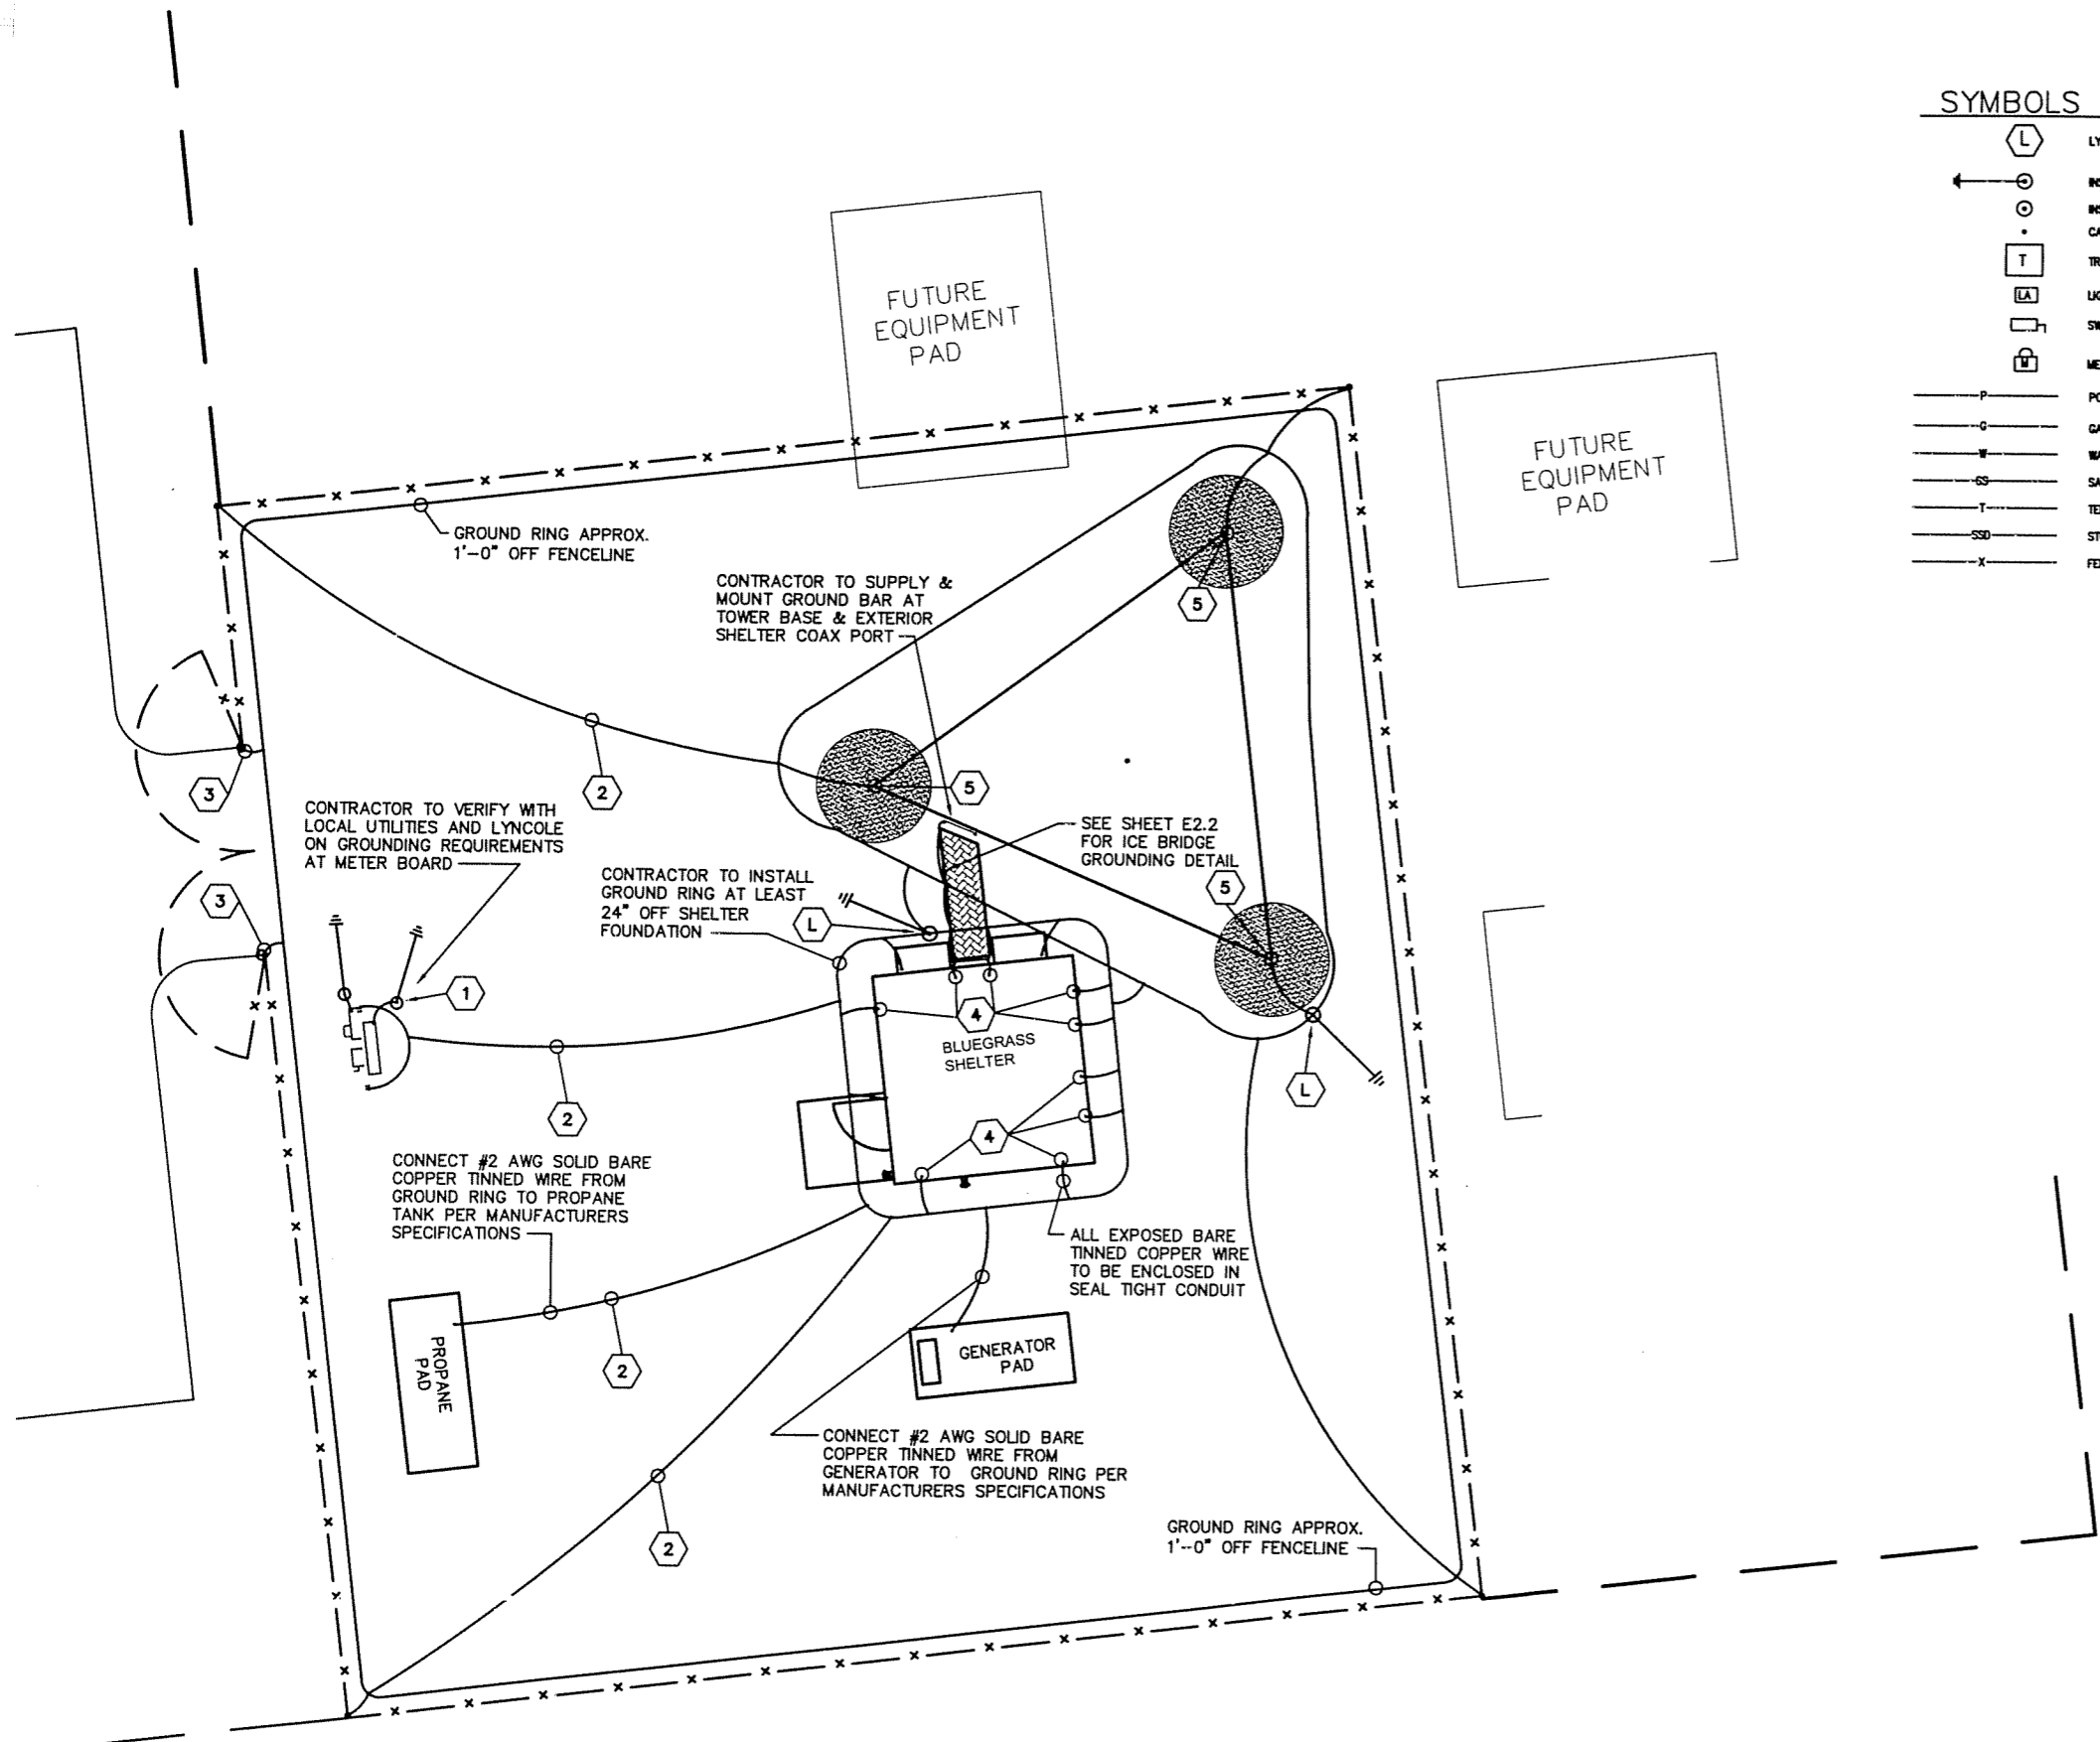 SYMBOLS
L
T
LA
M
P
G
W
GS
T
SSD
X
FUTURE
EQUIPMENT
PAD
FUTURE
EQUIPMENT
PAD
GROUND RING APPROX.
1'-0" OFF FENCELINE
CONTRACTOR TO SUPPLY &
MOUNT GROUND BAR AT
TOWER BASE & EXTERIOR
SHELTER COAX PORT
5
2
5
3
CONTRACTOR TO VERIFY WITH
LOCAL UTILITIES AND LYNCOLE
ON GROUNDING REQUIREMENTS
AT METER BOARD
SEE SHEET E2.2
FOR ICE BRIDGE
GROUNDING DETAIL
5
3
CONTRACTOR TO INSTALL
GROUND RING AT LEAST
24" OFF SHELTER
FOUNDATION
L
1
4
BLUEGRASS
SHELTER
L
2
4
CONNECT #2 AWG SOLID BARE
COPPER TINNED WIRE FROM
GROUND RING TO PROPANE
TANK PER MANUFACTURERS
SPECIFICATIONS
ALL EXPOSED BARE
TINNED COPPER WIRE
TO BE ENCLOSED IN
SEAL TIGHT CONDUIT
PROPANE
PAD
2
GENERATOR
PAD
CONNECT #2 AWG SOLID BARE
COPPER TINNED WIRE FROM
GENERATOR TO GROUND RING PER
MANUFACTURERS SPECIFICATIONS
2
GROUND RING APPROX.
1'--0" OFF FENCELINE